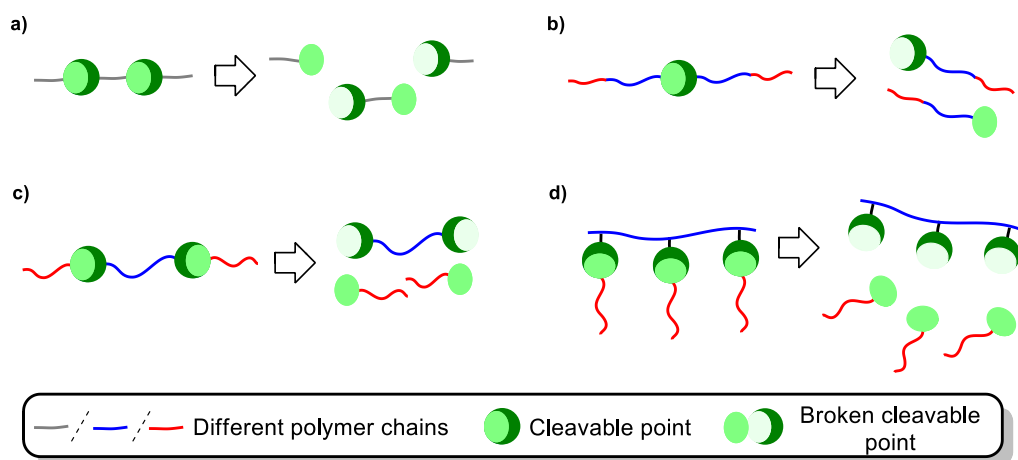 a)
b)
c)
d)
Different polymer chains
Cleavable point
Broken cleavable
point